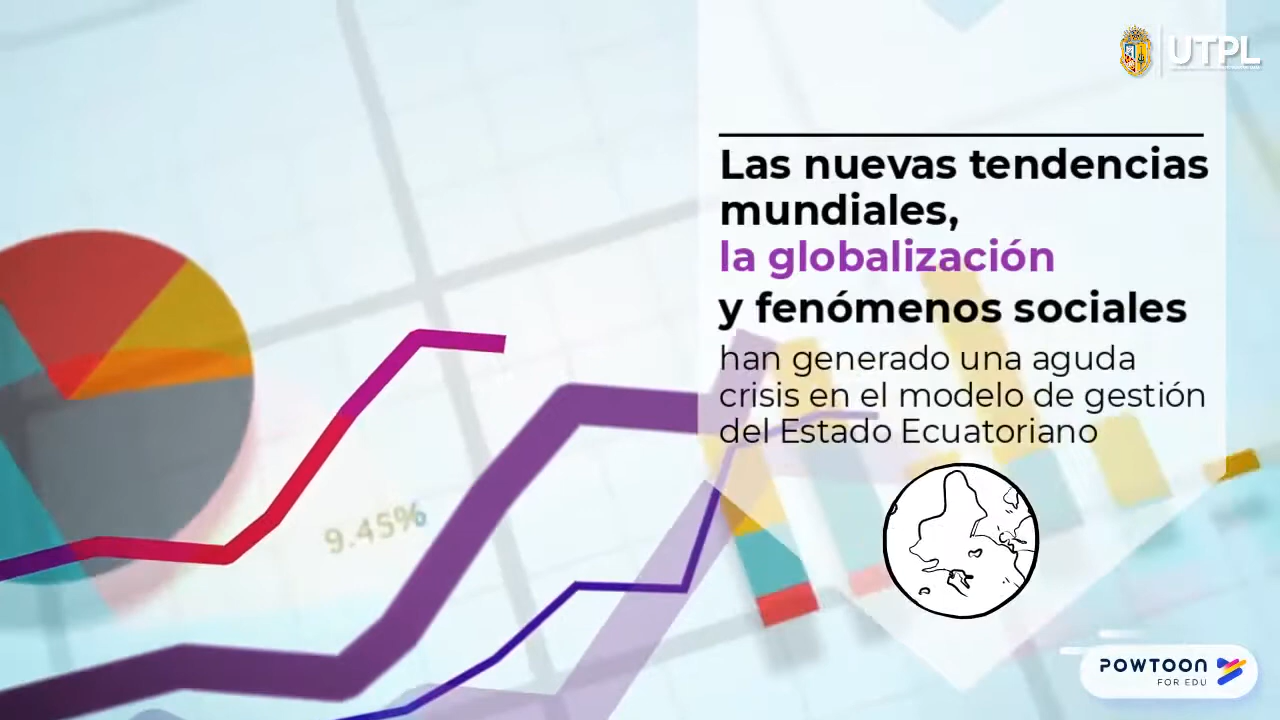 UTPL
Las nuevas tendencias
mundiales,
la globalización
y fenómenos sociales
han generado una aguda
crisis en el modelo de gestión
del Estado Ecuatoriano
9.45%
POWTOON
FOR EDU